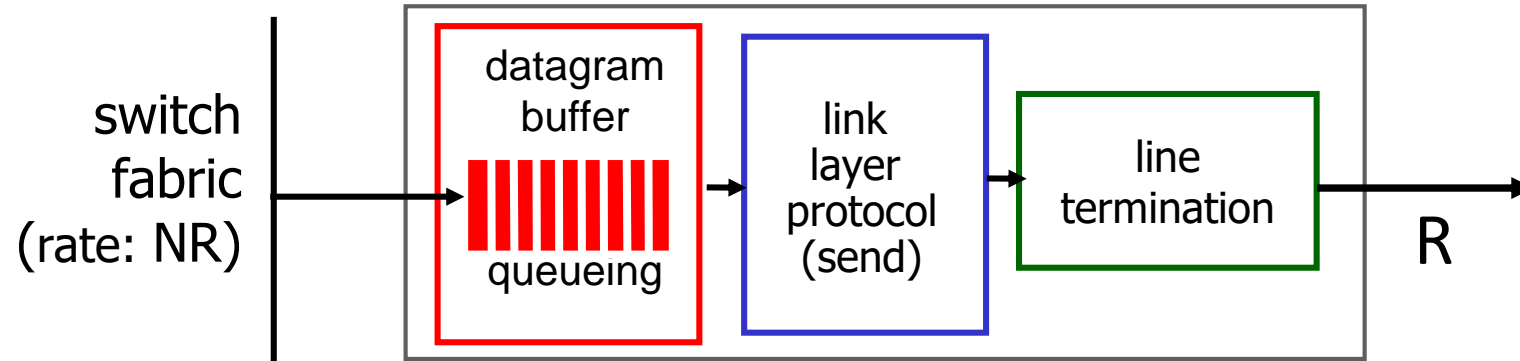 switch
fabric
(rate: NR)
datagram
buffer
queueing
link
layer
protocol
(send)
line
termination
R